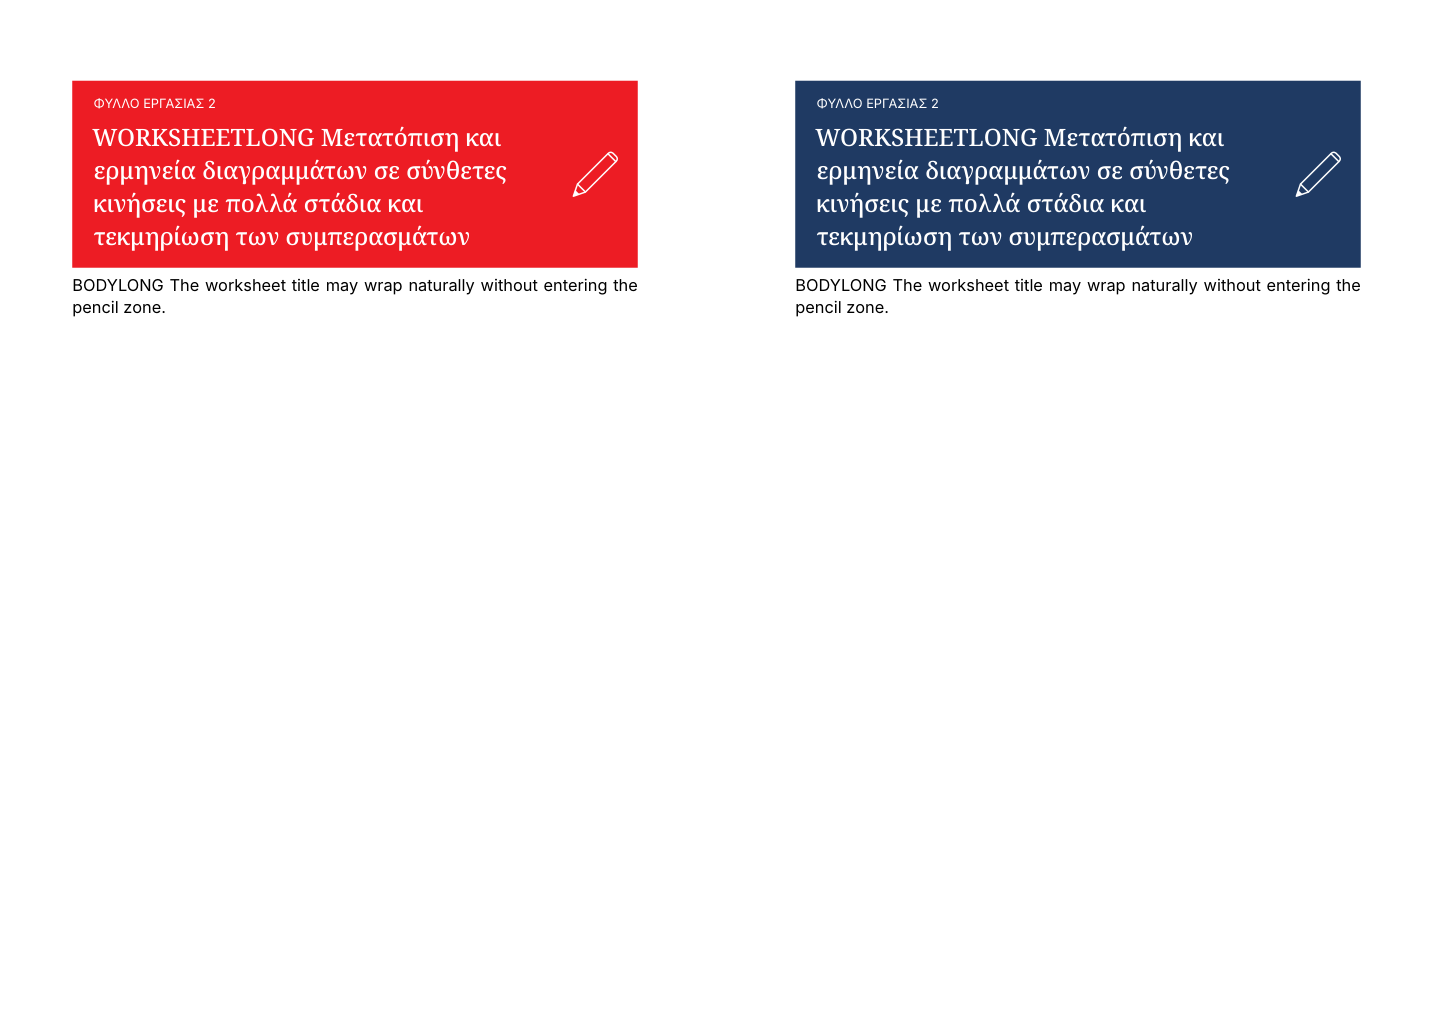 ΦΥΛΛΟ ΕΡΓΑΣΙΑΣ 2
WORKSHEETLONG Μετατόπιση και
ερμηνεία διαγραμμάτων σε σύνθετες
κινήσεις με πολλά στάδια και
τεκμηρίωση των συμπερασμάτων
BODYLONG The worksheet title may wrap naturally without entering the
pencil zone.
ΦΥΛΛΟ ΕΡΓΑΣΙΑΣ 2
WORKSHEETLONG Μετατόπιση και
ερμηνεία διαγραμμάτων σε σύνθετες
κινήσεις με πολλά στάδια και
τεκμηρίωση των συμπερασμάτων
BODYLONG The worksheet title may wrap naturally without entering the
pencil zone.